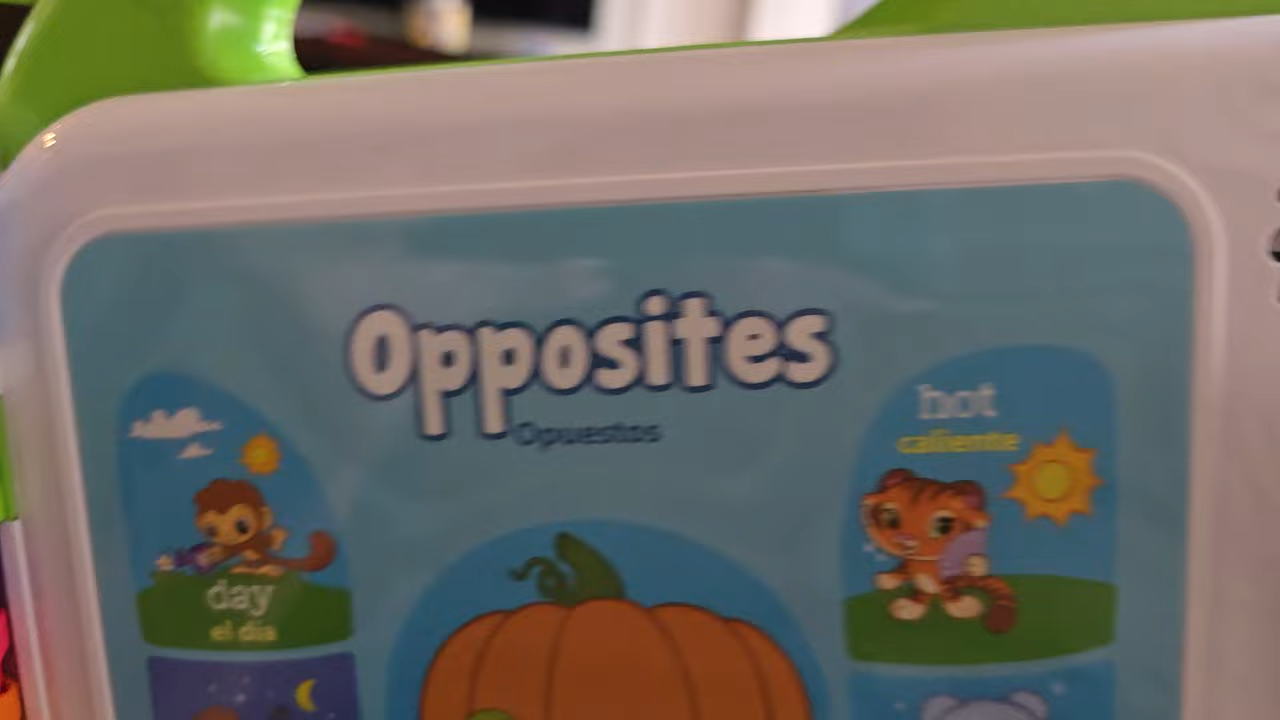 Opposites
Opuestos
hot
caliente
day
el día